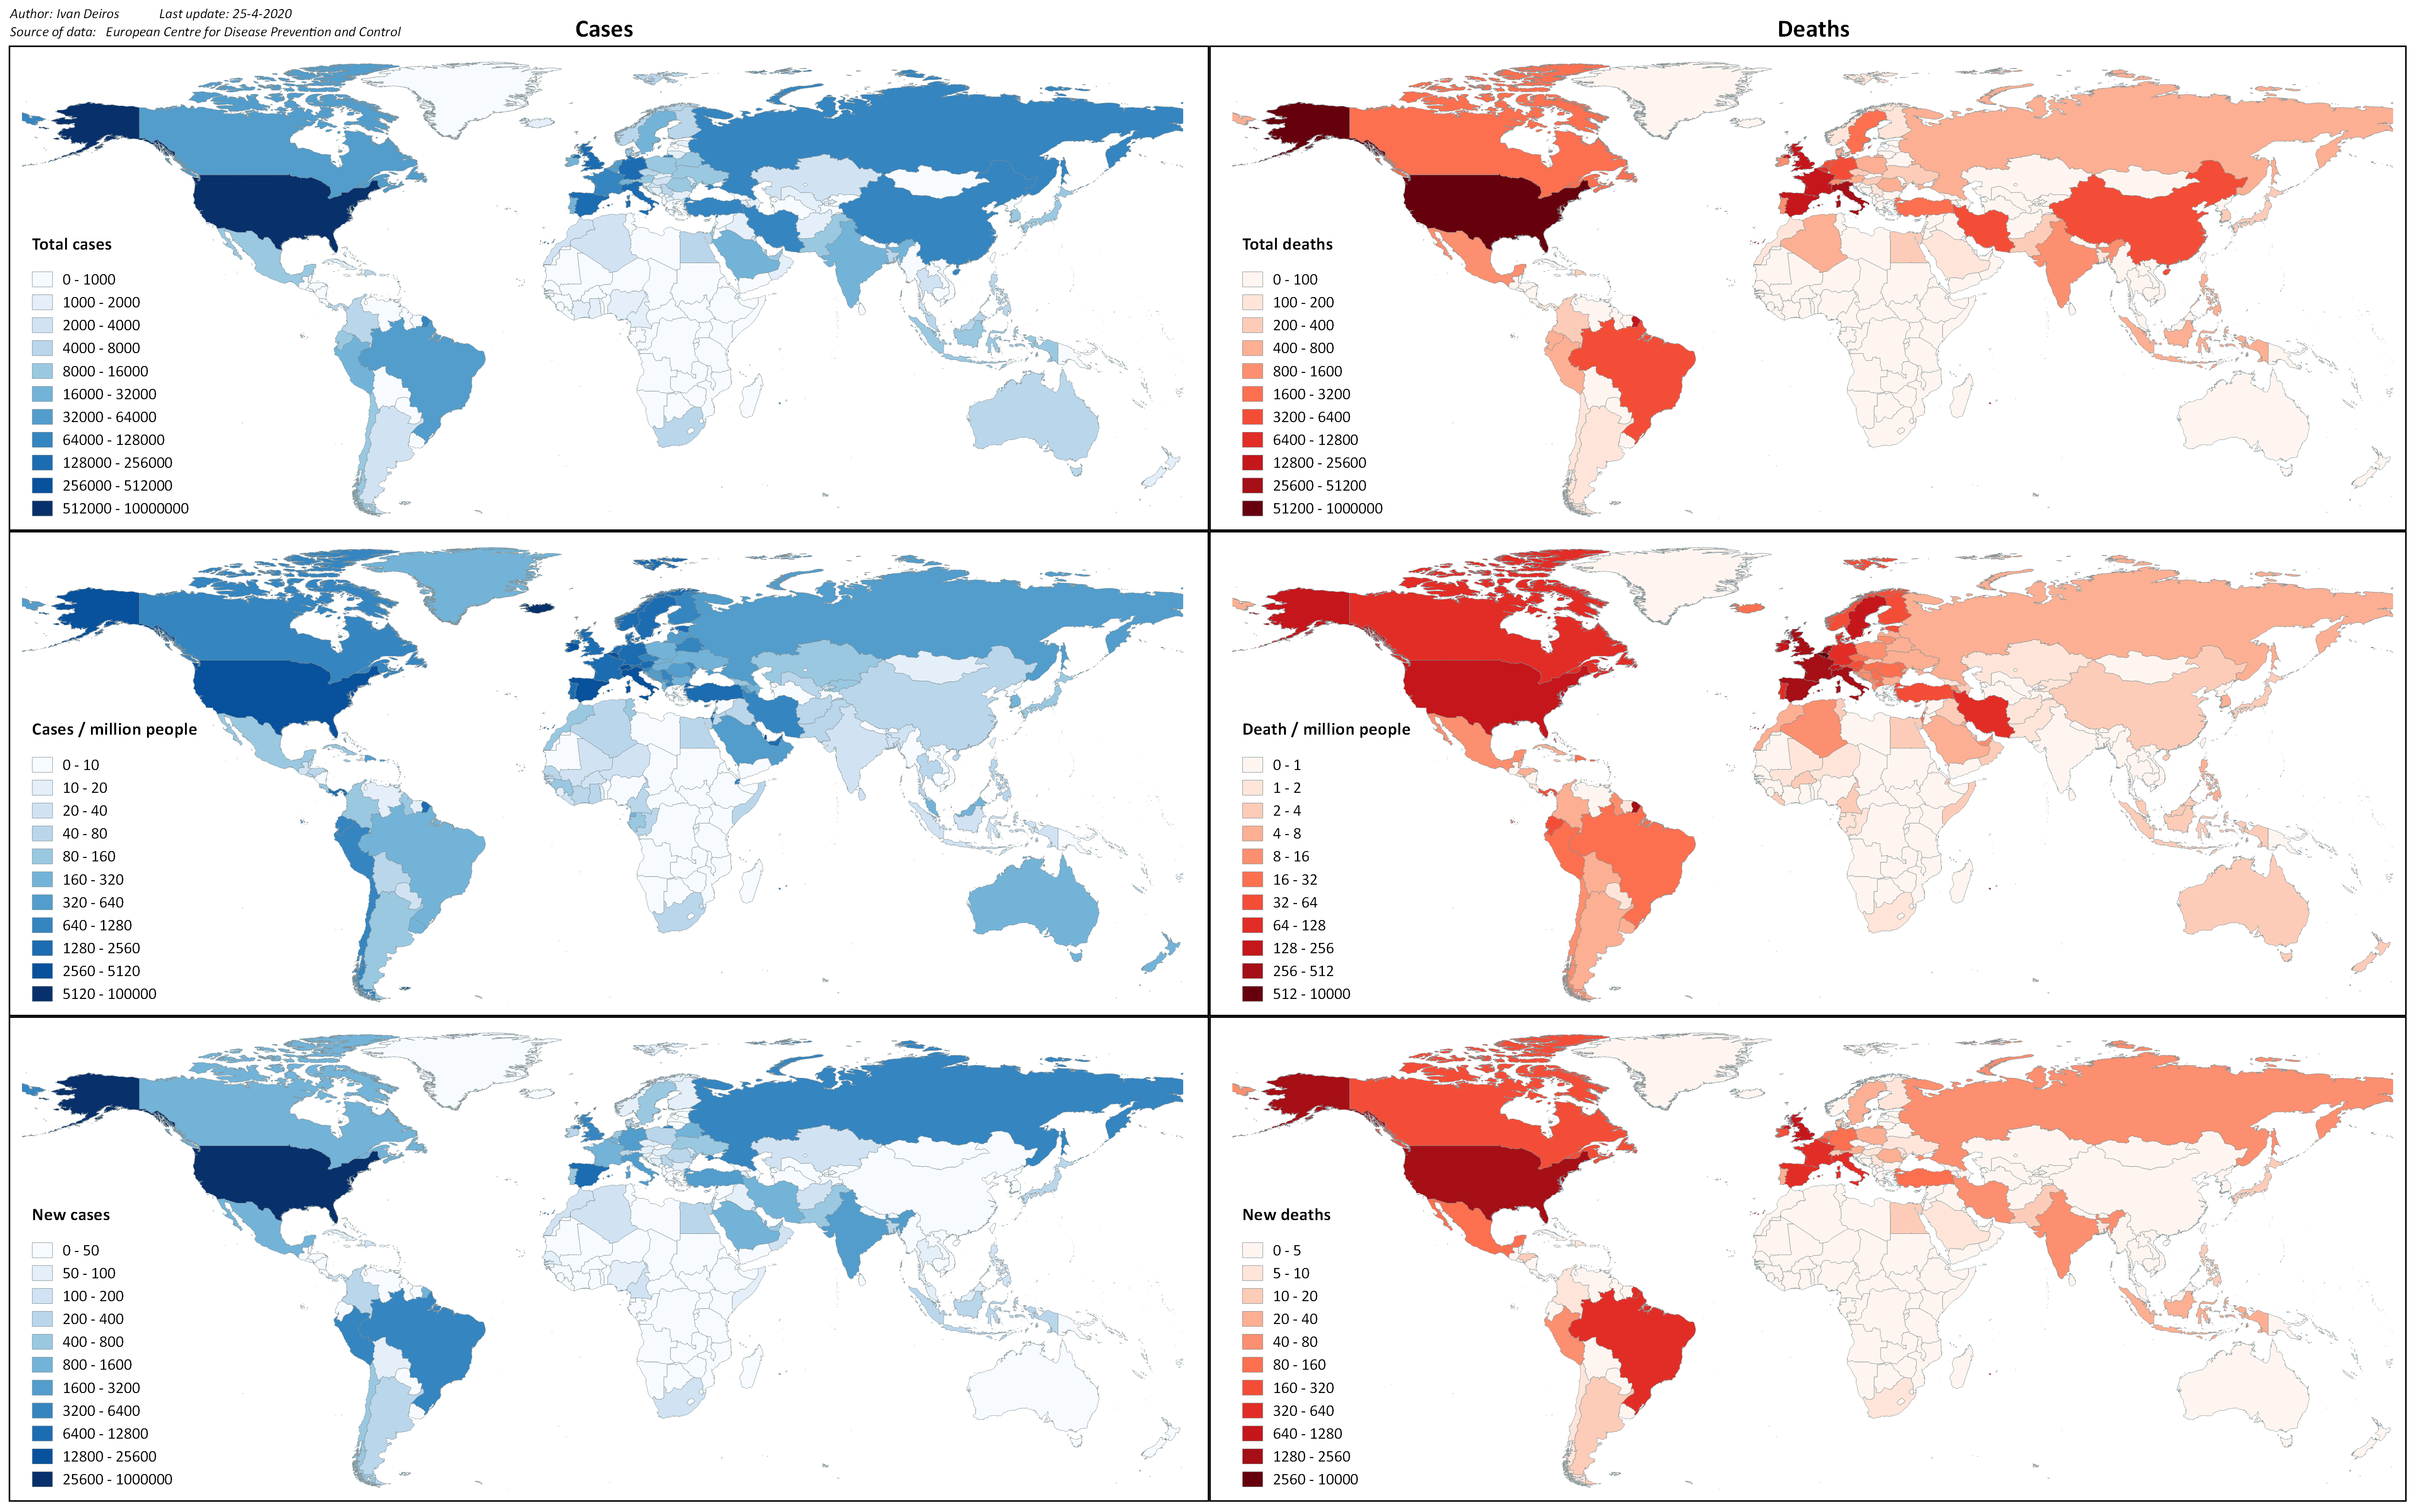 Author: Ivan Deiros Last update: 25-4-2020
Source of data: European Centre for Disease Prevention and Control
Cases
Deaths
Total cases
0 - 1000
1000 - 2000
2000 - 4000
4000 - 8000
8000 - 16000
16000 - 32000
32000 - 64000
64000 - 128000
128000 - 256000
256000 - 512000
512000 - 10000000
Total deaths
0 - 100
100 - 200
200 - 400
400 - 800
800 - 1600
1600 - 3200
3200 - 6400
6400 - 12800
12800 - 25600
25600 - 51200
51200 - 1000000
Cases / million people
0 - 10
10 - 20
20 - 40
40 - 80
80 - 160
160 - 320
320 - 640
640 - 1280
1280 - 2560
2560 - 5120
5120 - 100000
Death / million people
0 - 1
1 - 2
2 - 4
4 - 8
8 - 16
16 - 32
32 - 64
64 - 128
128 - 256
256 - 512
512 - 10000
New cases
0 - 50
50 - 100
100 - 200
200 - 400
400 - 800
800 - 1600
1600 - 3200
3200 - 6400
6400 - 12800
12800 - 25600
25600 - 1000000
New deaths
0 - 5
5 - 10
10 - 20
20 - 40
40 - 80
80 - 160
160 - 320
320 - 640
640 - 1280
1280 - 2560
2560 - 10000